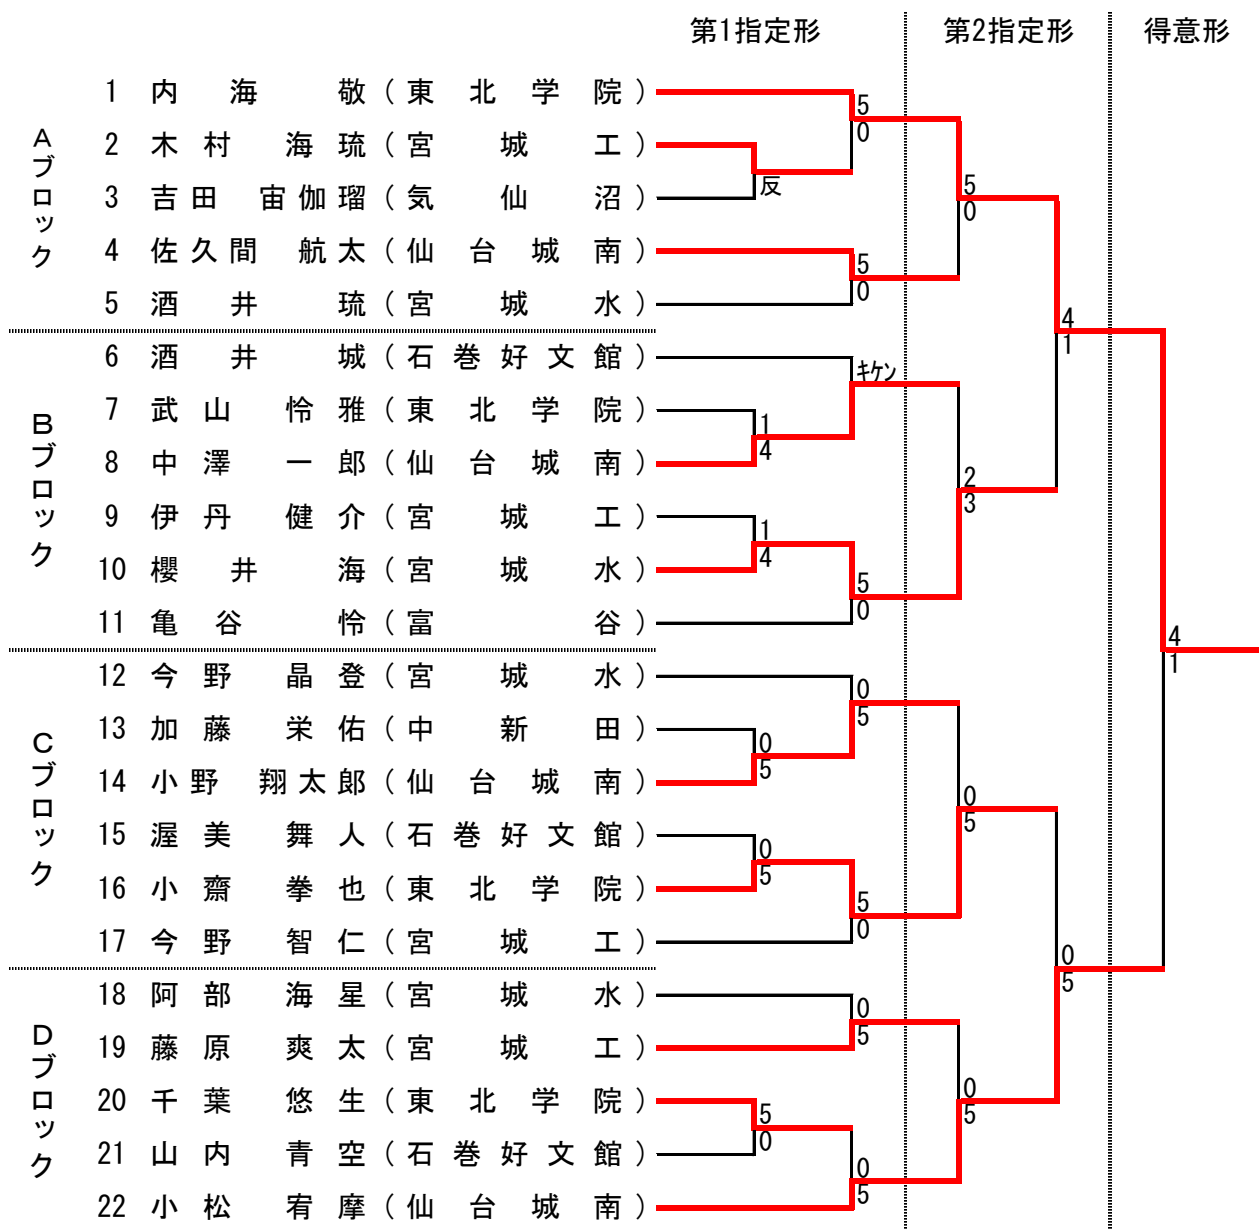 第1指定形 第2指定形 得意形
Aブロック
1 内海 敬 (東北学院) 5
2 木村 海琉 (宮城工) 0
反 5
3 吉田 宙伽瑠 (気仙沼) 0
4 佐久間 航太 (仙台城南) 5
5 酒井 琉 (宮城水) 0
4
1
Bブロック
6 酒井 城 (石巻好文館) キケン
7 武山 怜雅 (東北学院) 1
8 中澤 一郎 (仙台城南) 4
2
3
9 伊丹 健介 (宮城工) 1
10 櫻井 海 (宮城水) 4
5
11 亀谷 怜 (富谷) 0
4
1
Cブロック
12 今野 晶登 (宮城水) 0
5
13 加藤 栄佑 (中新田) 0
14 小野 翔太郎 (仙台城南) 5
0
5
15 渥美 舞人 (石巻好文館) 0
16 小齋 拳也 (東北学院) 5
5
17 今野 智仁 (宮城工) 0
0
5
Dブロック
18 阿部 海星 (宮城水) 0
19 藤原 爽太 (宮城工) 5
20 千葉 悠生 (東北学院) 5
0
5
21 山内 青空 (石巻好文館) 0
0
22 小松 宥摩 (仙台城南) 5